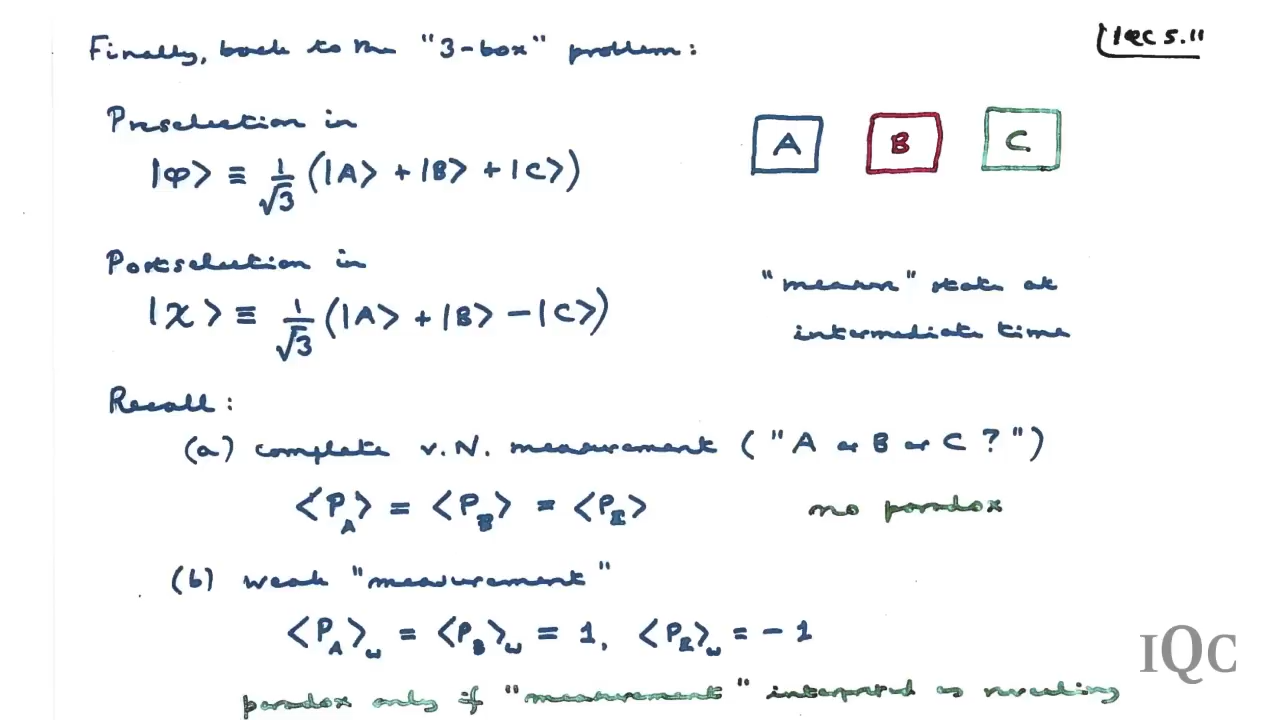 Finally, back to the "3-box" problem:
IQC 5.11
Preselection in
|φ> ≡ 1/√3 (|A> + |B> + |C>)
A B C
Postselection in
|χ> ≡ 1/√3 (|A> + |B> - |C>)
"measure" state at
intermediate time
Recall:
(a) complete v.N. measurement ("A or B or C?")
<P_A> = <P_B> = <P_C> no paradox
(b) weak "measurement"
<P_A>_w = <P_B>_w = 1, <P_C>_w = -1
IQC
paradox only if "measurement" interpreted as revealing